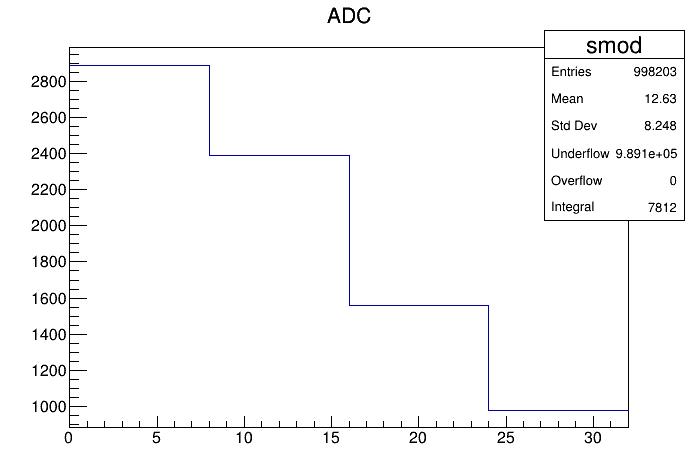 ADC
smod
Entries 998203
Mean 12.63
Std Dev 8.248
Underflow 9.891e+05
Overflow 0
Integral 7812
2800
2600
2400
2200
2000
1800
1600
1400
1200
1000
0 5 10 15 20 25 30